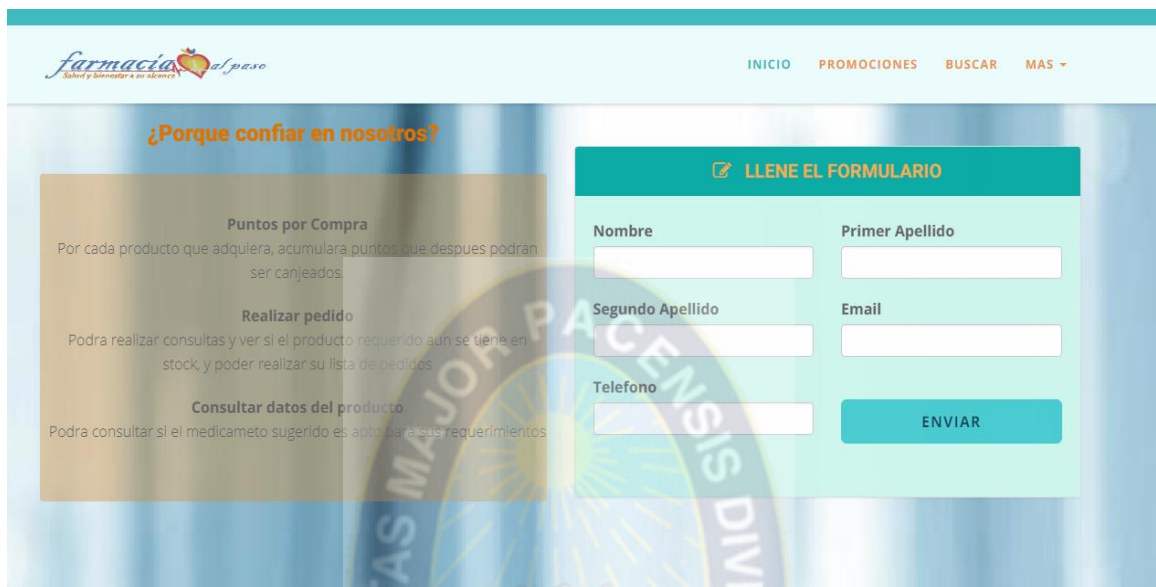 farmacia al paso
Salud y bienestar a su alcance
INICIO PROMOCIONES BUSCAR MAS
¿Porque confiar en nosotros?
Puntos por Compra
Por cada producto que adquiera, acumulara puntos que despues podran
ser canjeados.
Realizar pedido
Podra realizar consultas y ver si el producto requerido aun se tiene en
stock, y poder realizar su lista de pedidos
Consultar datos del producto
Podra consultar si el medicameto sugerido es apto para sus requerimientos
LLENE EL FORMULARIO
Nombre Primer Apellido
Segundo Apellido Email
Telefono
ENVIAR
MAJOR PACENSIS DIV